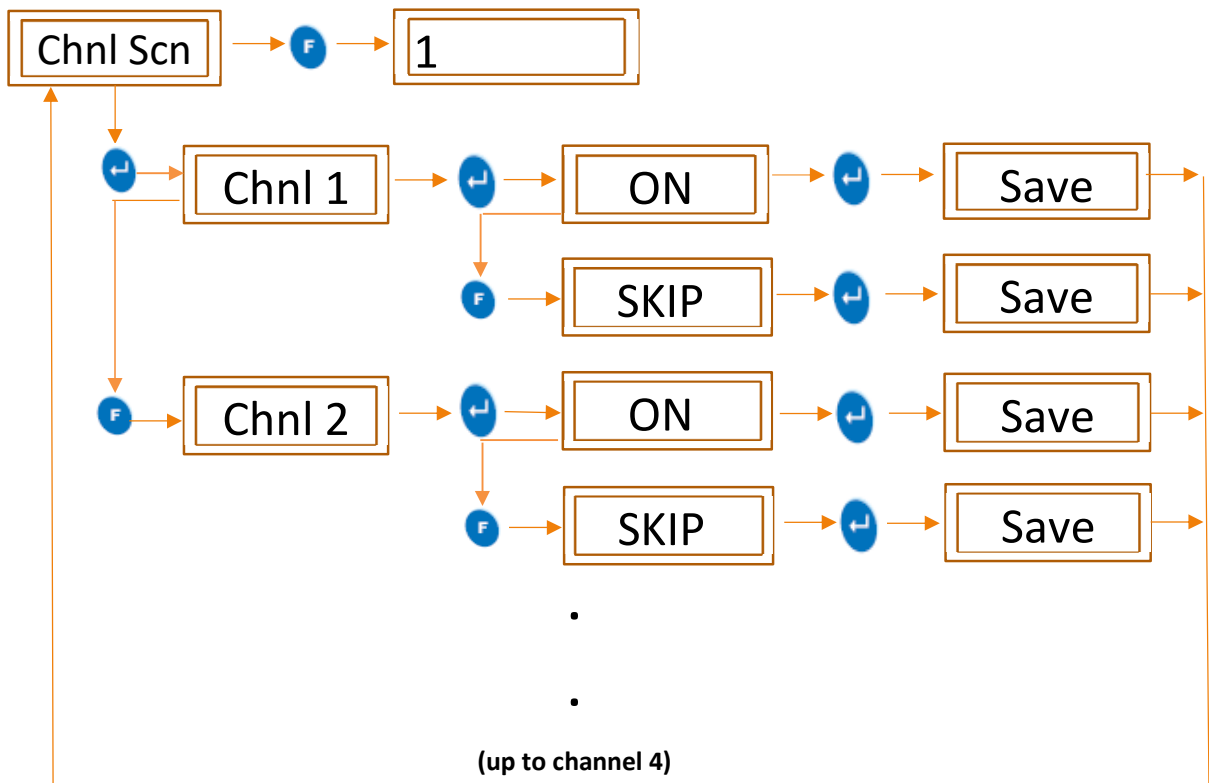 Chnl Scn F 1
Chnl 1 ON Save
F SKIP Save
F Chnl 2 ON Save
F SKIP Save
.
.
(up to channel 4)